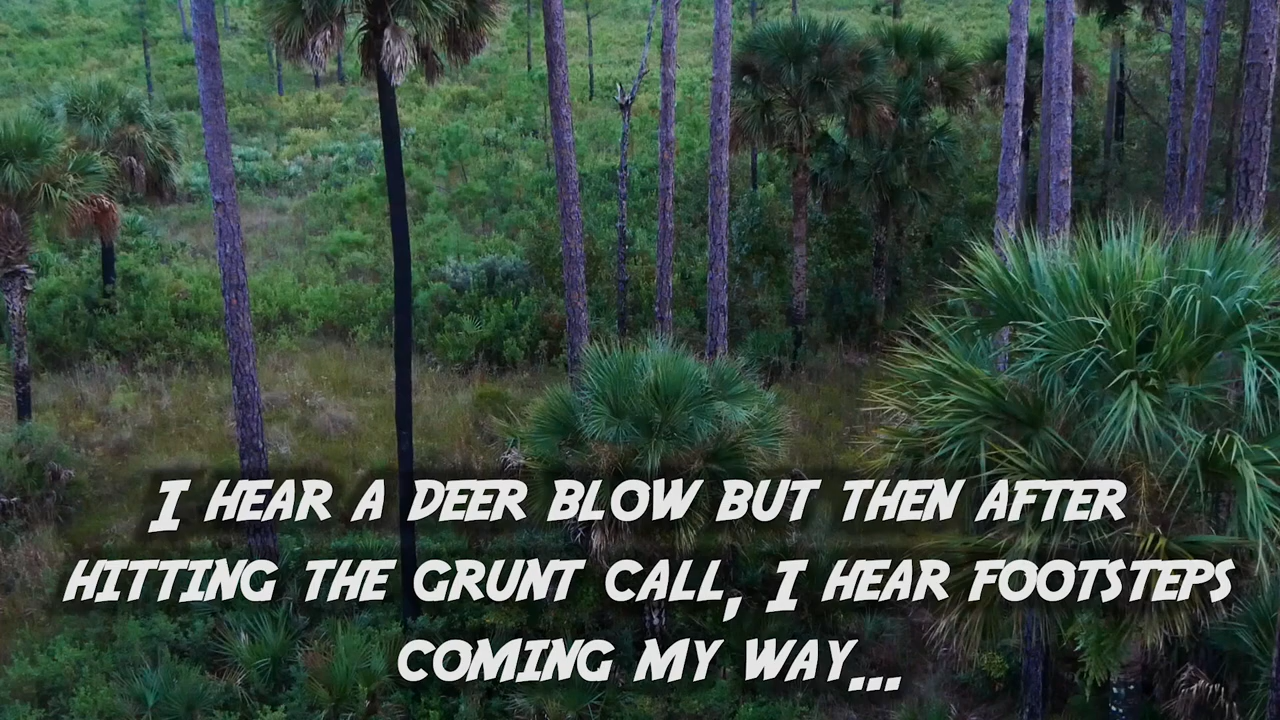 I HEAR A DEER BLOW BUT THEN AFTER
HITTING THE GRUNT CALL, I HEAR FOOTSTEPS
COMING MY WAY...